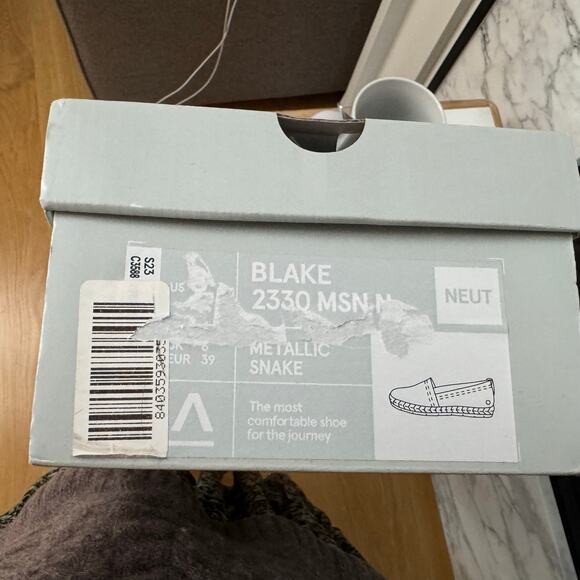 S23
C3568
US
BLAKE
2330 MSN N
NEUT
UK 6
EUR 39
METALLIC
SNAKE
The most
comfortable shoe
for the journey